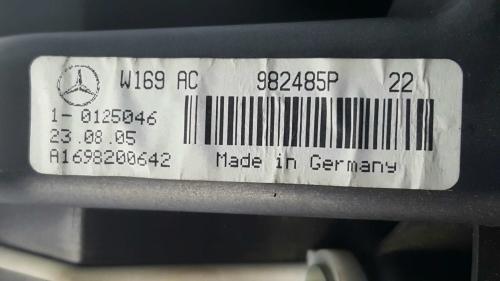 W169 AC 982485P 22
1-0125046
23.08.05
A1698200642 Made in Germany